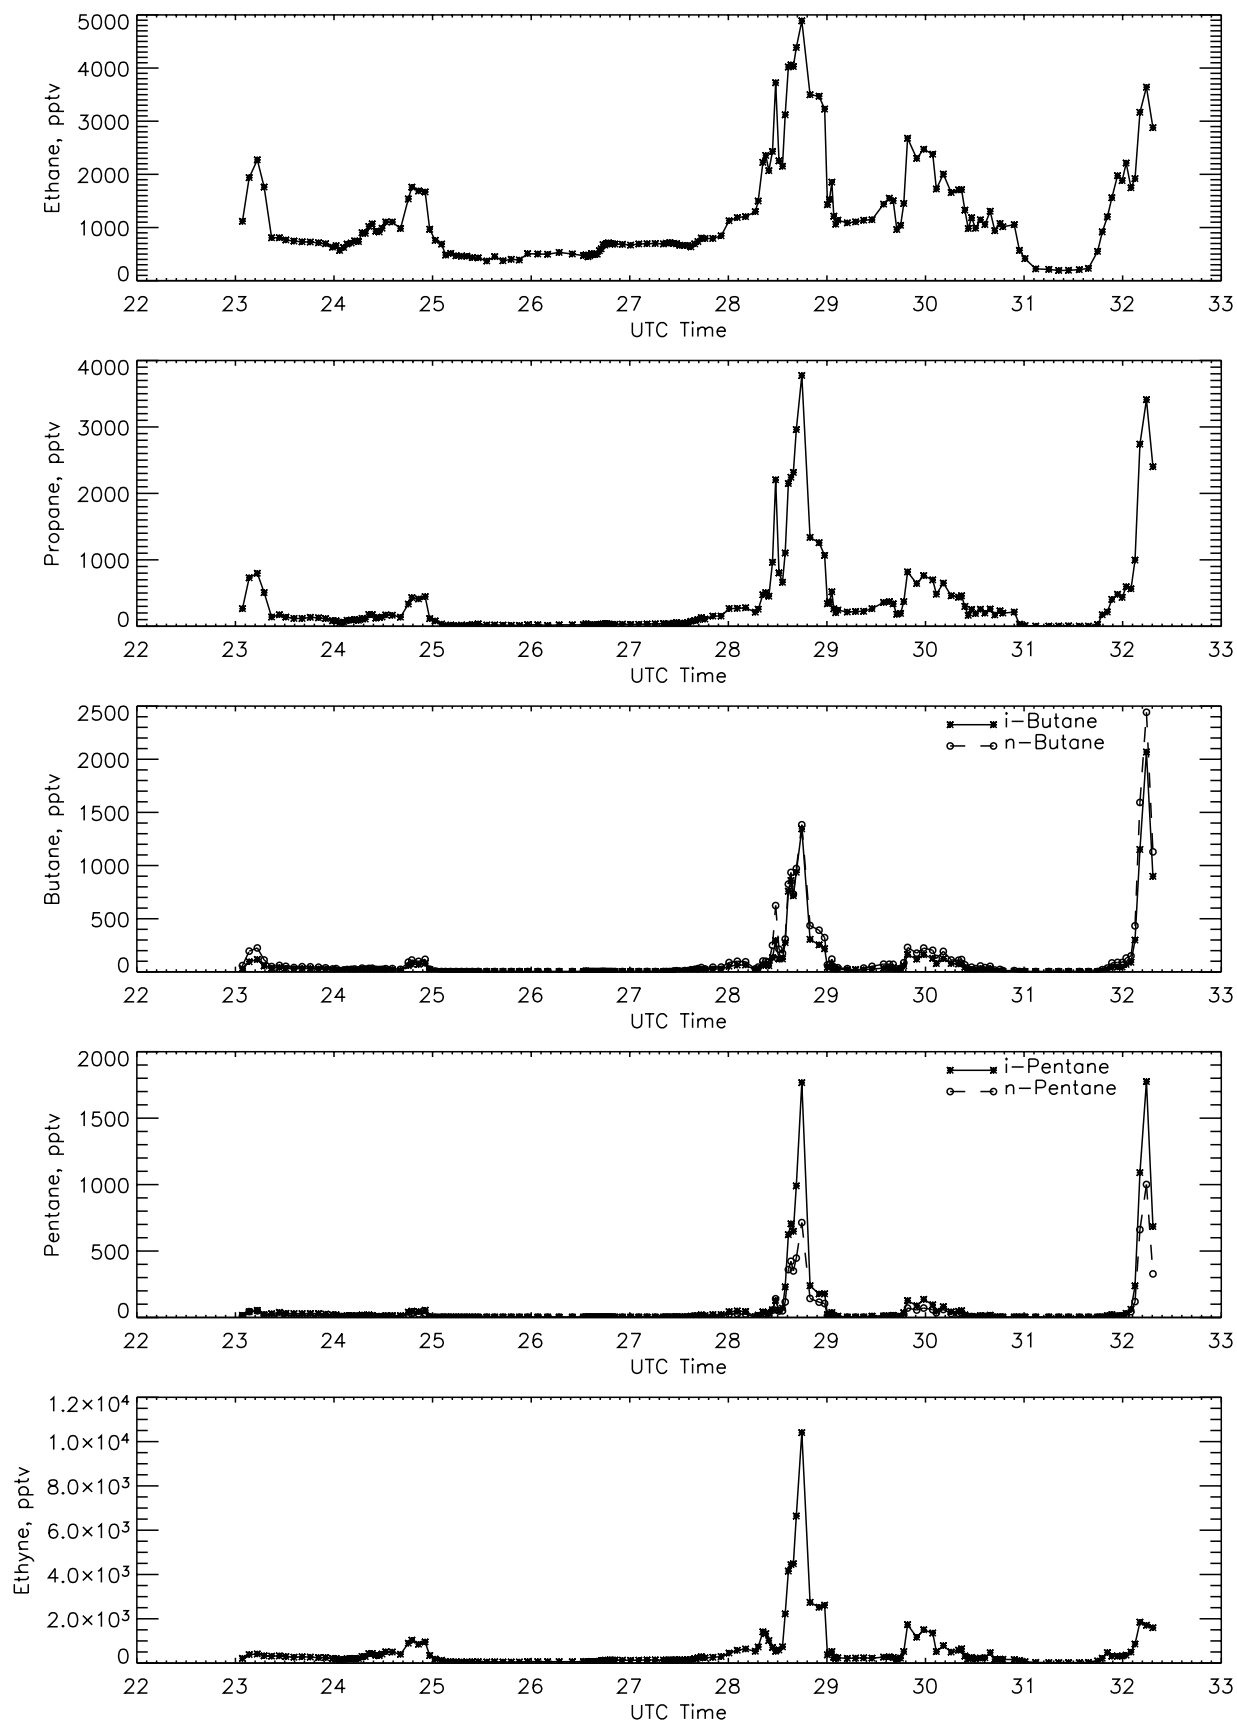 5000
4000
3000
2000
1000
0
Ethane, pptv
22 23 24 25 26 27 28 29 30 31 32 33
UTC Time
4000
3000
2000
1000
0
Propane, pptv
22 23 24 25 26 27 28 29 30 31 32 33
UTC Time
2500
2000
1500
1000
500
0
Butane, pptv
i-Butane
n-Butane
22 23 24 25 26 27 28 29 30 31 32 33
UTC Time
2000
1500
1000
500
0
Pentane, pptv
i-Pentane
n-Pentane
22 23 24 25 26 27 28 29 30 31 32 33
UTC Time
1.2×10⁴
1.0×10⁴
8.0×10³
6.0×10³
4.0×10³
2.0×10³
0
Ethyne, pptv
22 23 24 25 26 27 28 29 30 31 32 33
UTC Time